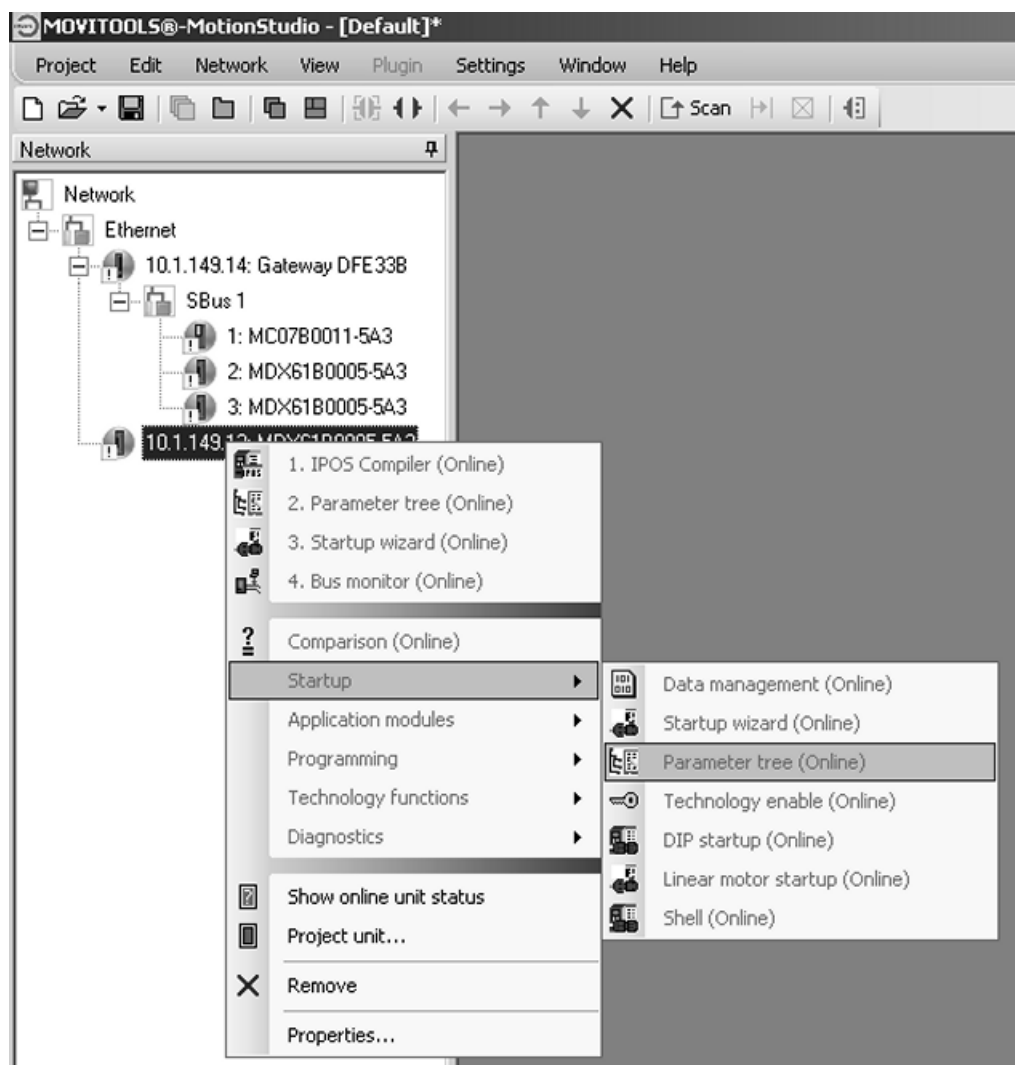 MOVITOOLS®-MotionStudio - [Default]*
Project Edit Network View Plugin Settings Window Help
Scan
Network
Network
Ethernet
10.1.149.14: Gateway DFE33B
SBus 1
1: MC07B0011-5A3
2: MDX61B0005-5A3
3: MDX61B0005-5A3
10.1.149.12: MDX61B0005-5A3
1. IPOS Compiler (Online)
2. Parameter tree (Online)
3. Startup wizard (Online)
4. Bus monitor (Online)
Comparison (Online)
Startup
Application modules
Programming
Technology functions
Diagnostics
Show online unit status
Project unit...
Remove
Properties...
Data management (Online)
Startup wizard (Online)
Parameter tree (Online)
Technology enable (Online)
DIP startup (Online)
Linear motor startup (Online)
Shell (Online)